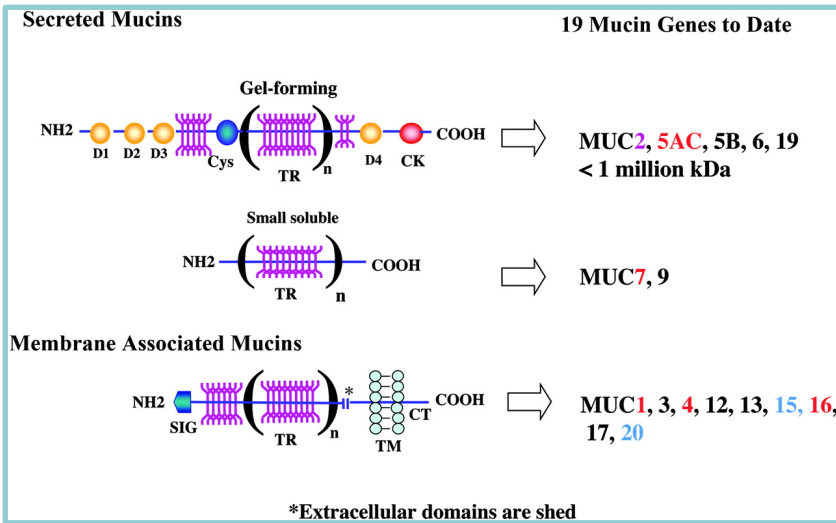 Secreted Mucins
19 Mucin Genes to Date
Gel-forming
NH2
D1
D2
D3
Cys
TR
n
D4
CK
COOH
MUC2, 5AC, 5B, 6, 19
< 1 million kDa
Small soluble
NH2
TR
n
COOH
MUC7, 9
Membrane Associated Mucins
NH2
SIG
TR
n
*
TM
CT
COOH
MUC1, 3, 4, 12, 13, 15, 16,
17, 20
*Extracellular domains are shed